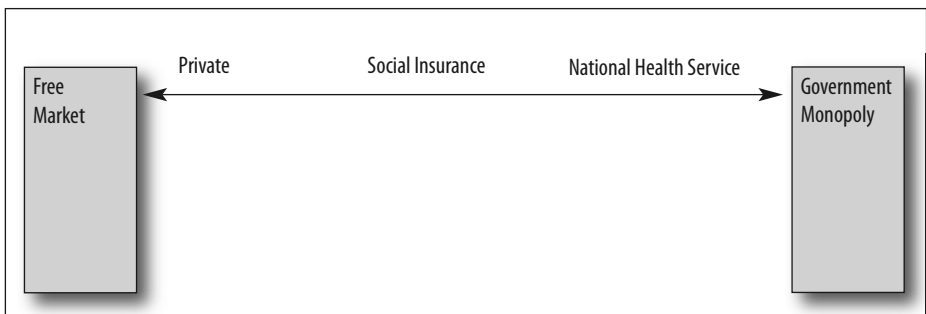 Private
Social Insurance
National Health Service
Free
Market
Government
Monopoly